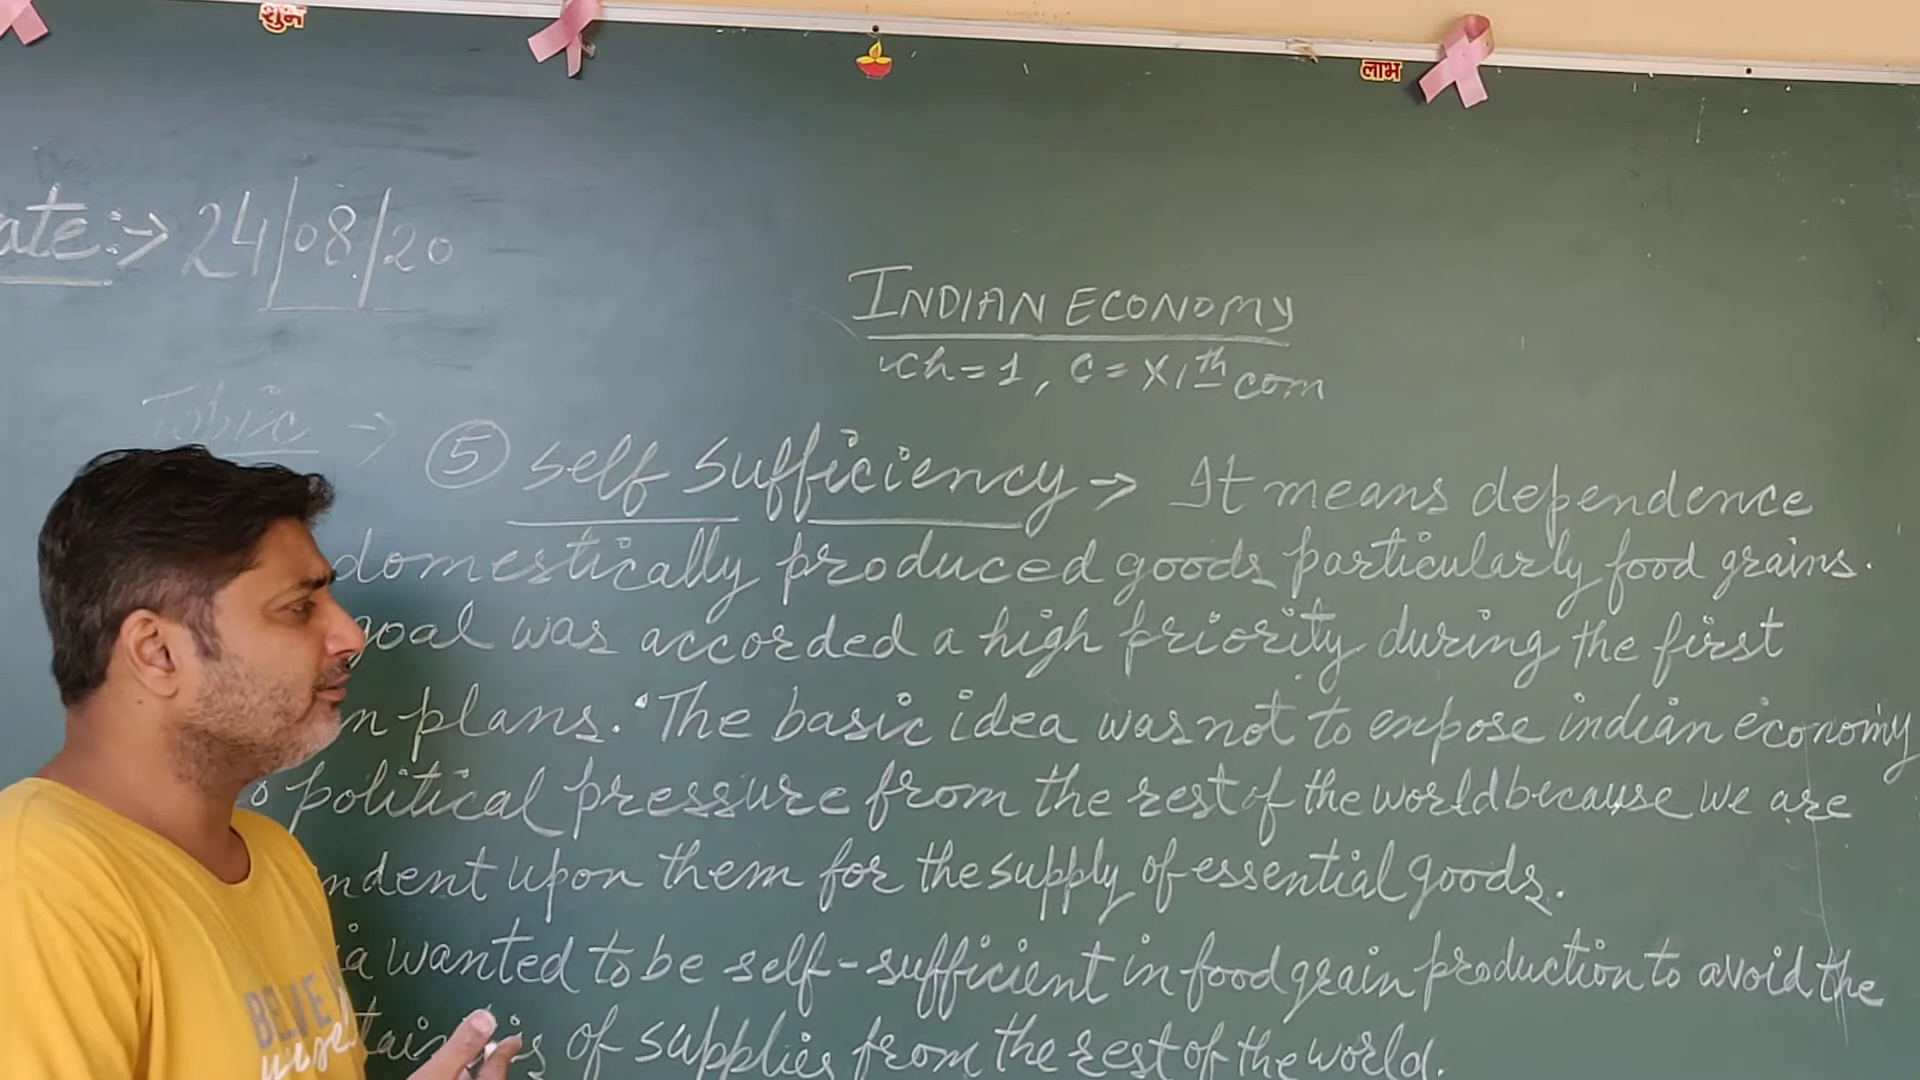 शुभ
लाभ
ate :-> 24/08/20
INDIAN ECONOMY
Ch=1, C= XIth com
Topic ->
⑤ Self Sufficiency -> It means dependence
domestically produced goods particularly food grains.
goal was accorded a high priority during the first
n plans. The basic idea was not to expose indian economy
o political pressure from the rest of the world because we are
ndent upon them for the supply of essential goods.
ia wanted to be self-sufficient in food grain production to avoid the
of supplies from the rest of the world.